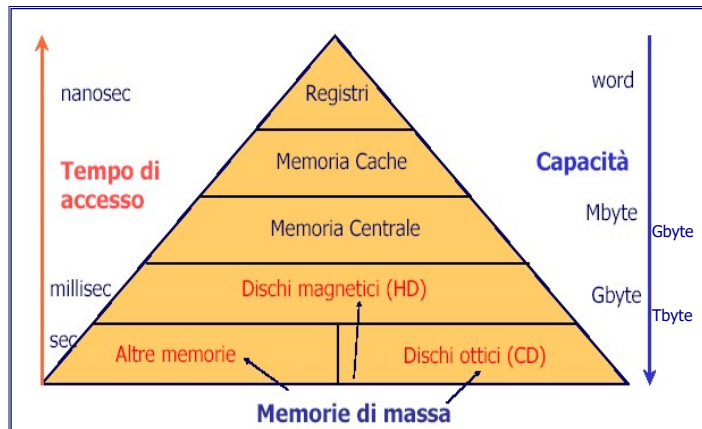 nanosec
Registri
word
Memoria Cache
Tempo di
accesso
Capacità
Memoria Centrale
Mbyte
Gbyte
millisec
Dischi magnetici (HD)
Gbyte
Tbyte
sec
Altre memorie
Dischi ottici (CD)
Memorie di massa